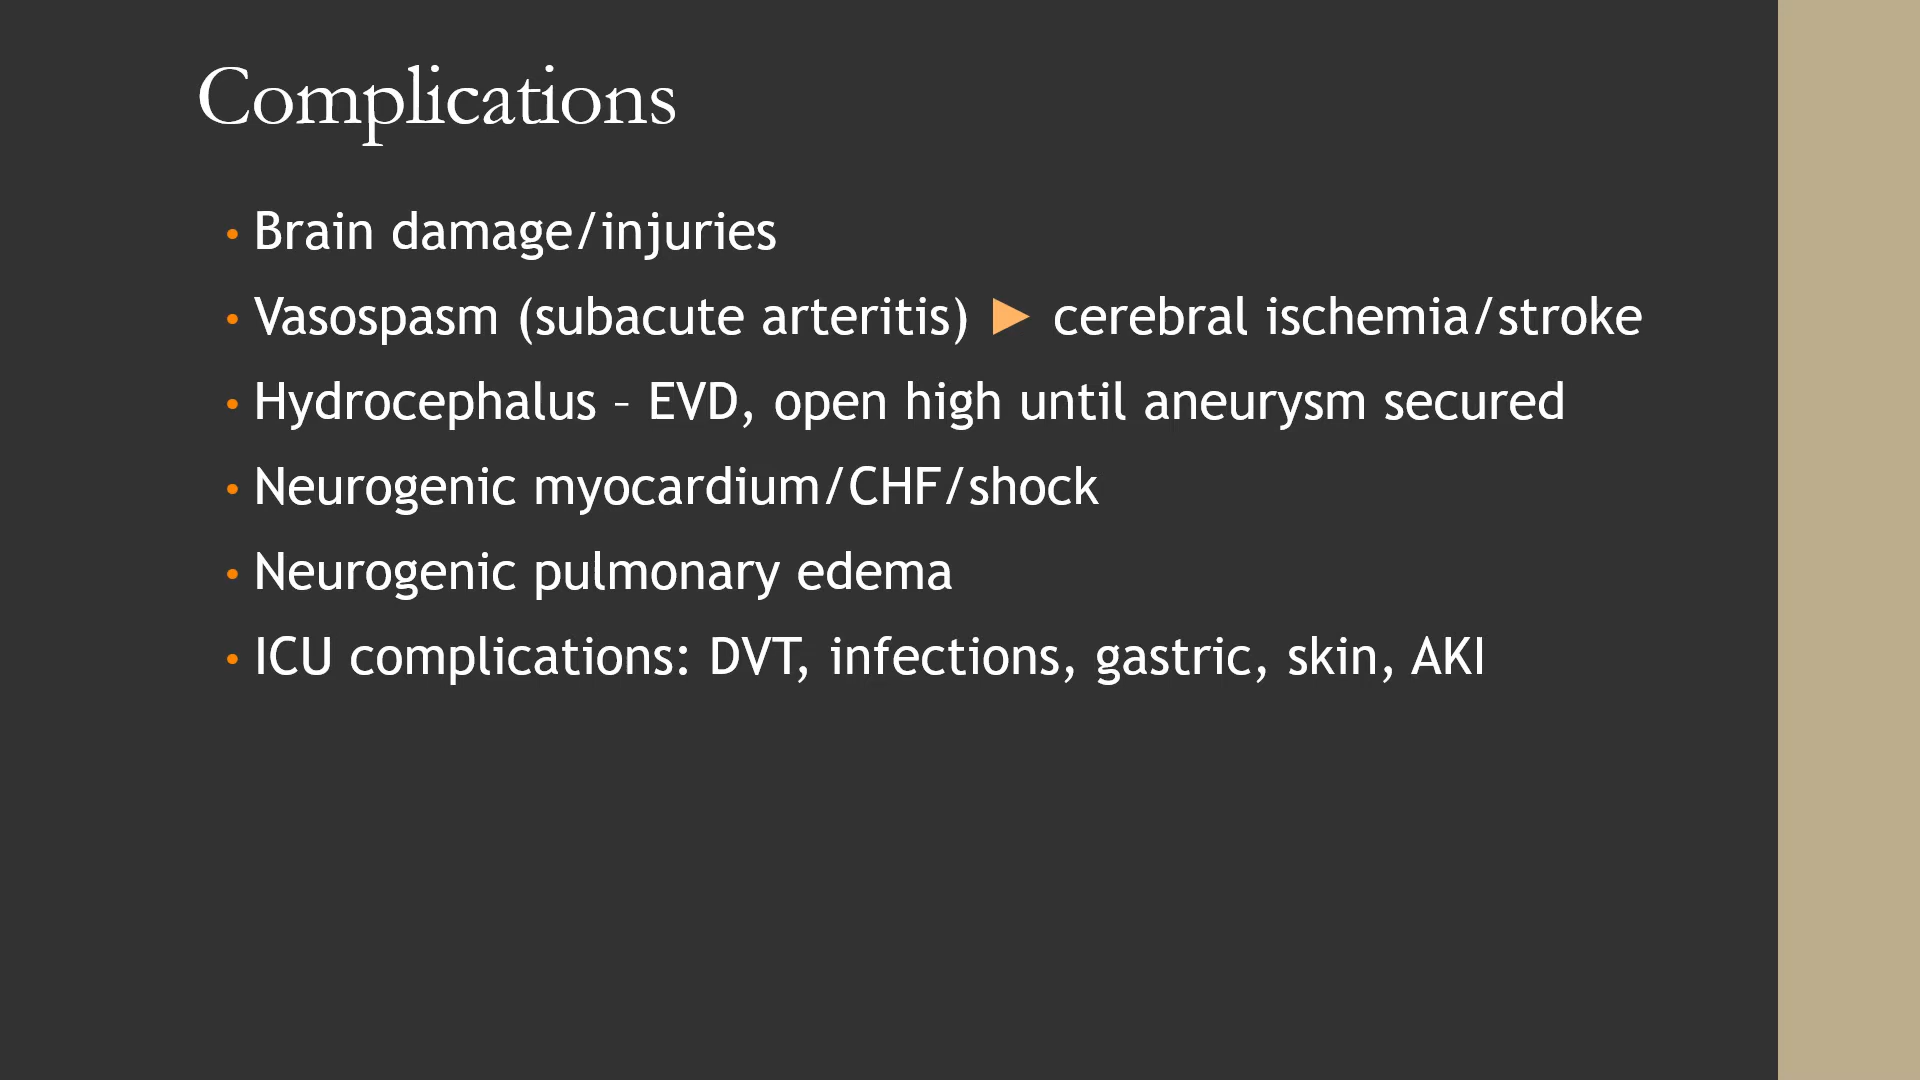 Complications
• Brain damage/injuries
• Vasospasm (subacute arteritis) ► cerebral ischemia/stroke
• Hydrocephalus – EVD, open high until aneurysm secured
• Neurogenic myocardium/CHF/shock
• Neurogenic pulmonary edema
• ICU complications: DVT, infections, gastric, skin, AKI